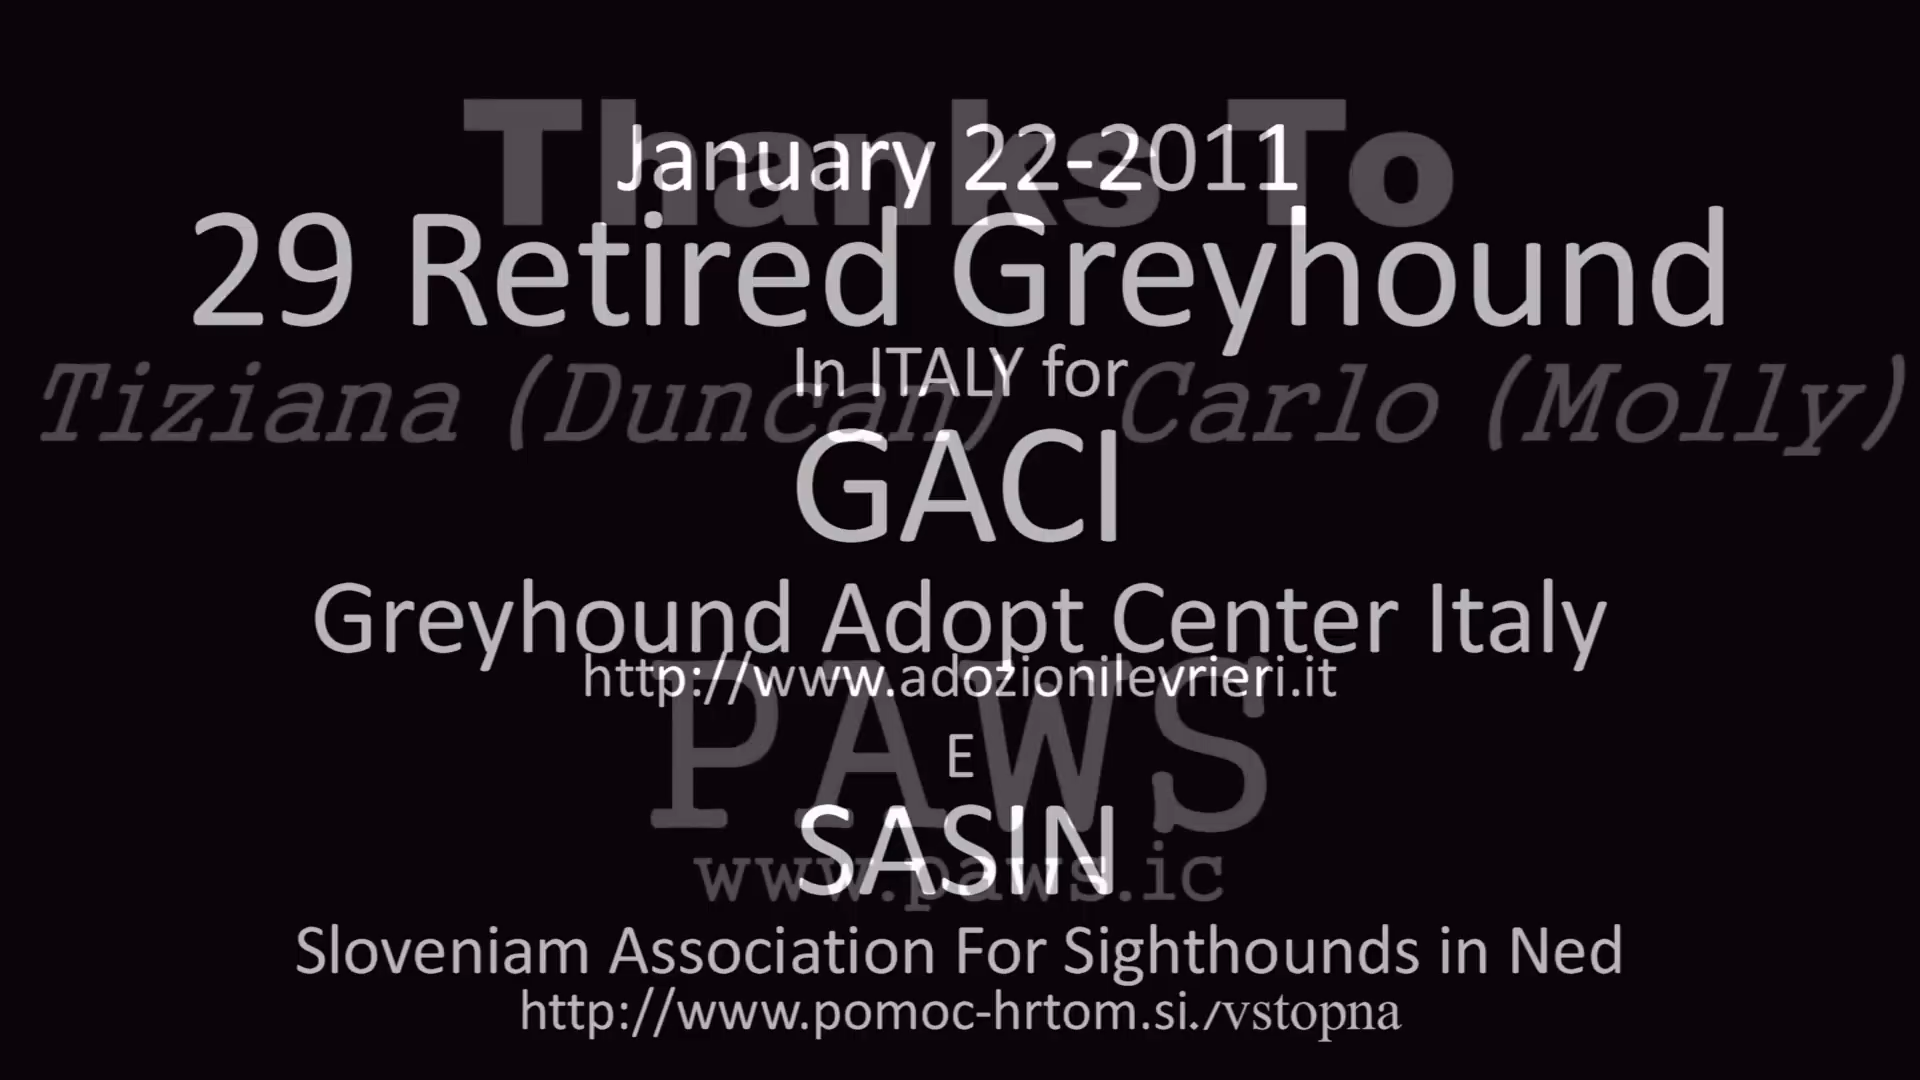 Thanks To
January 22-2011
29 Retired Greyhound
In ITALY for
Tiziana (Duncan) Carlo (Molly)
GACI
Greyhound Adopt Center Italy
http://www.adozionilevrieri.it
PAWS
E
SASIN
www.paws.ic
Sloveniam Association For Sighthounds in Ned
http://www.pomoc-hrtom.si./vstopna